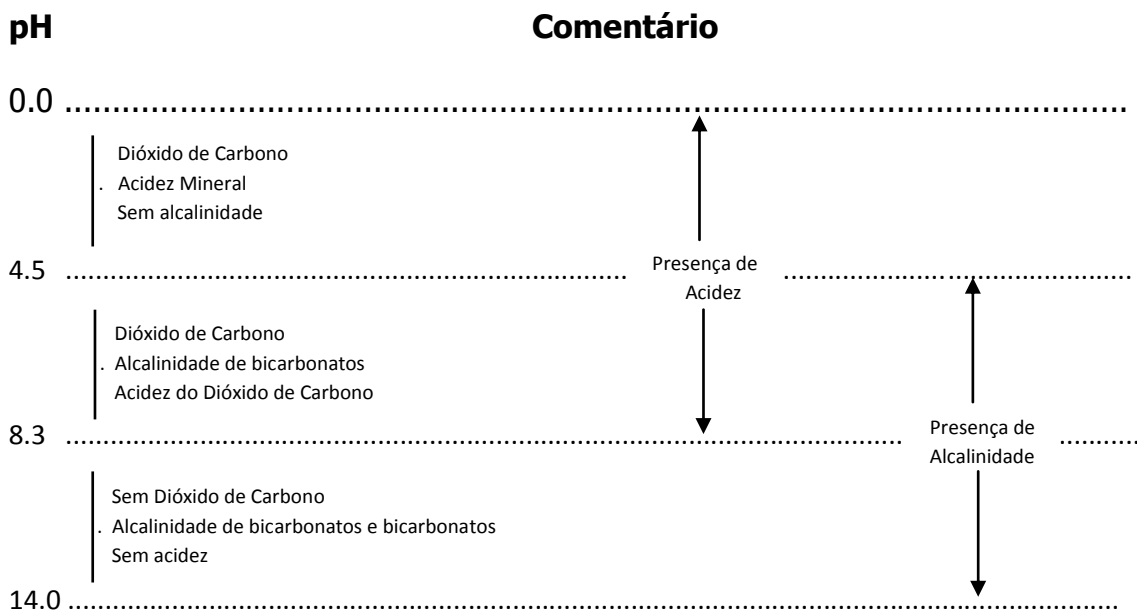 pH Comentário
0.0 ........................................................................
Dióxido de Carbono
. Acidez Mineral
Sem alcalinidade
4.5 ........................................................................
Presença de
Acidez
Dióxido de Carbono
. Alcalinidade de bicarbonatos
Acidez do Dióxido de Carbono
8.3 ........................................................................
Presença de
Alcalinidade
Sem Dióxido de Carbono
. Alcalinidade de bicarbonatos e bicarbonatos
Sem acidez
14.0 ........................................................................